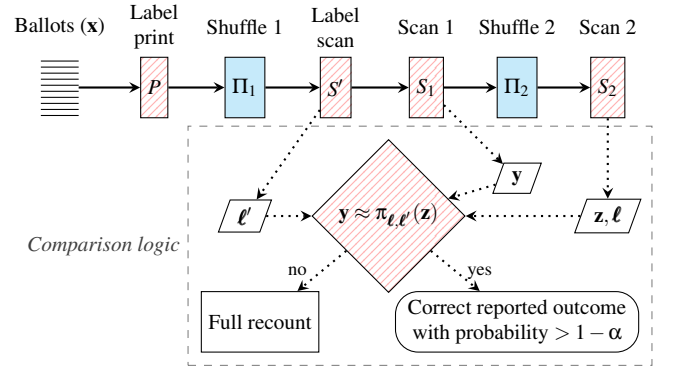 Ballots (x)
Label print
Shuffle 1
Label scan
Scan 1
Shuffle 2
Scan 2
P
Π₁
S′
S₁
Π₂
S₂
y
ℓ′
y ≈ π_{ℓ,ℓ′}(z)
z, ℓ
Comparison logic
no
yes
Full recount
Correct reported outcome
with probability > 1 − α